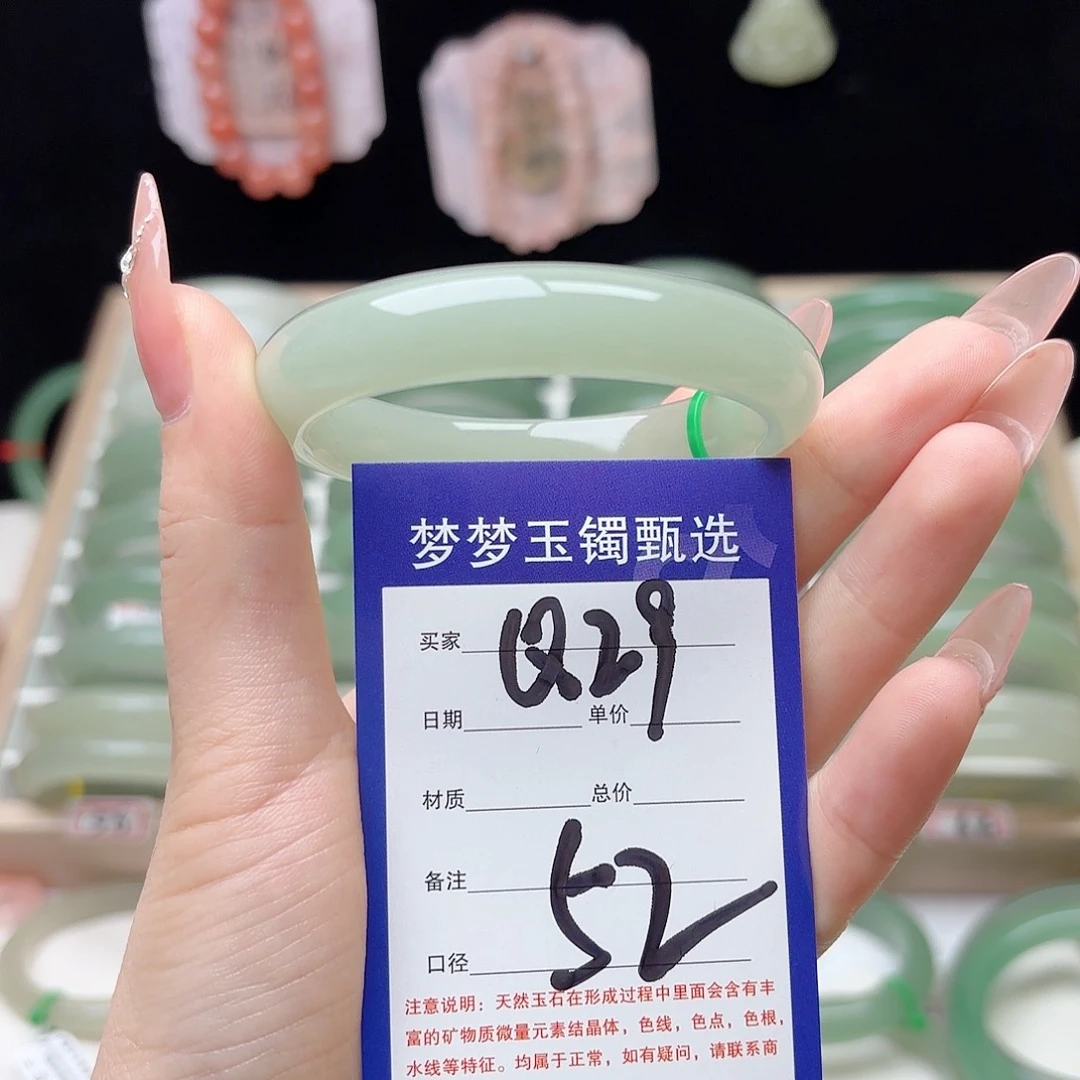 梦梦玉镯甄选
买家 Q29
日期 单价
材质 总价
备注 52
口径
注意说明：天然玉石在形成过程中里面会含有丰
富的矿物质微量元素结晶体，色线，色点，色根，
水线等特征。均属于正常，如有疑问，请联系商